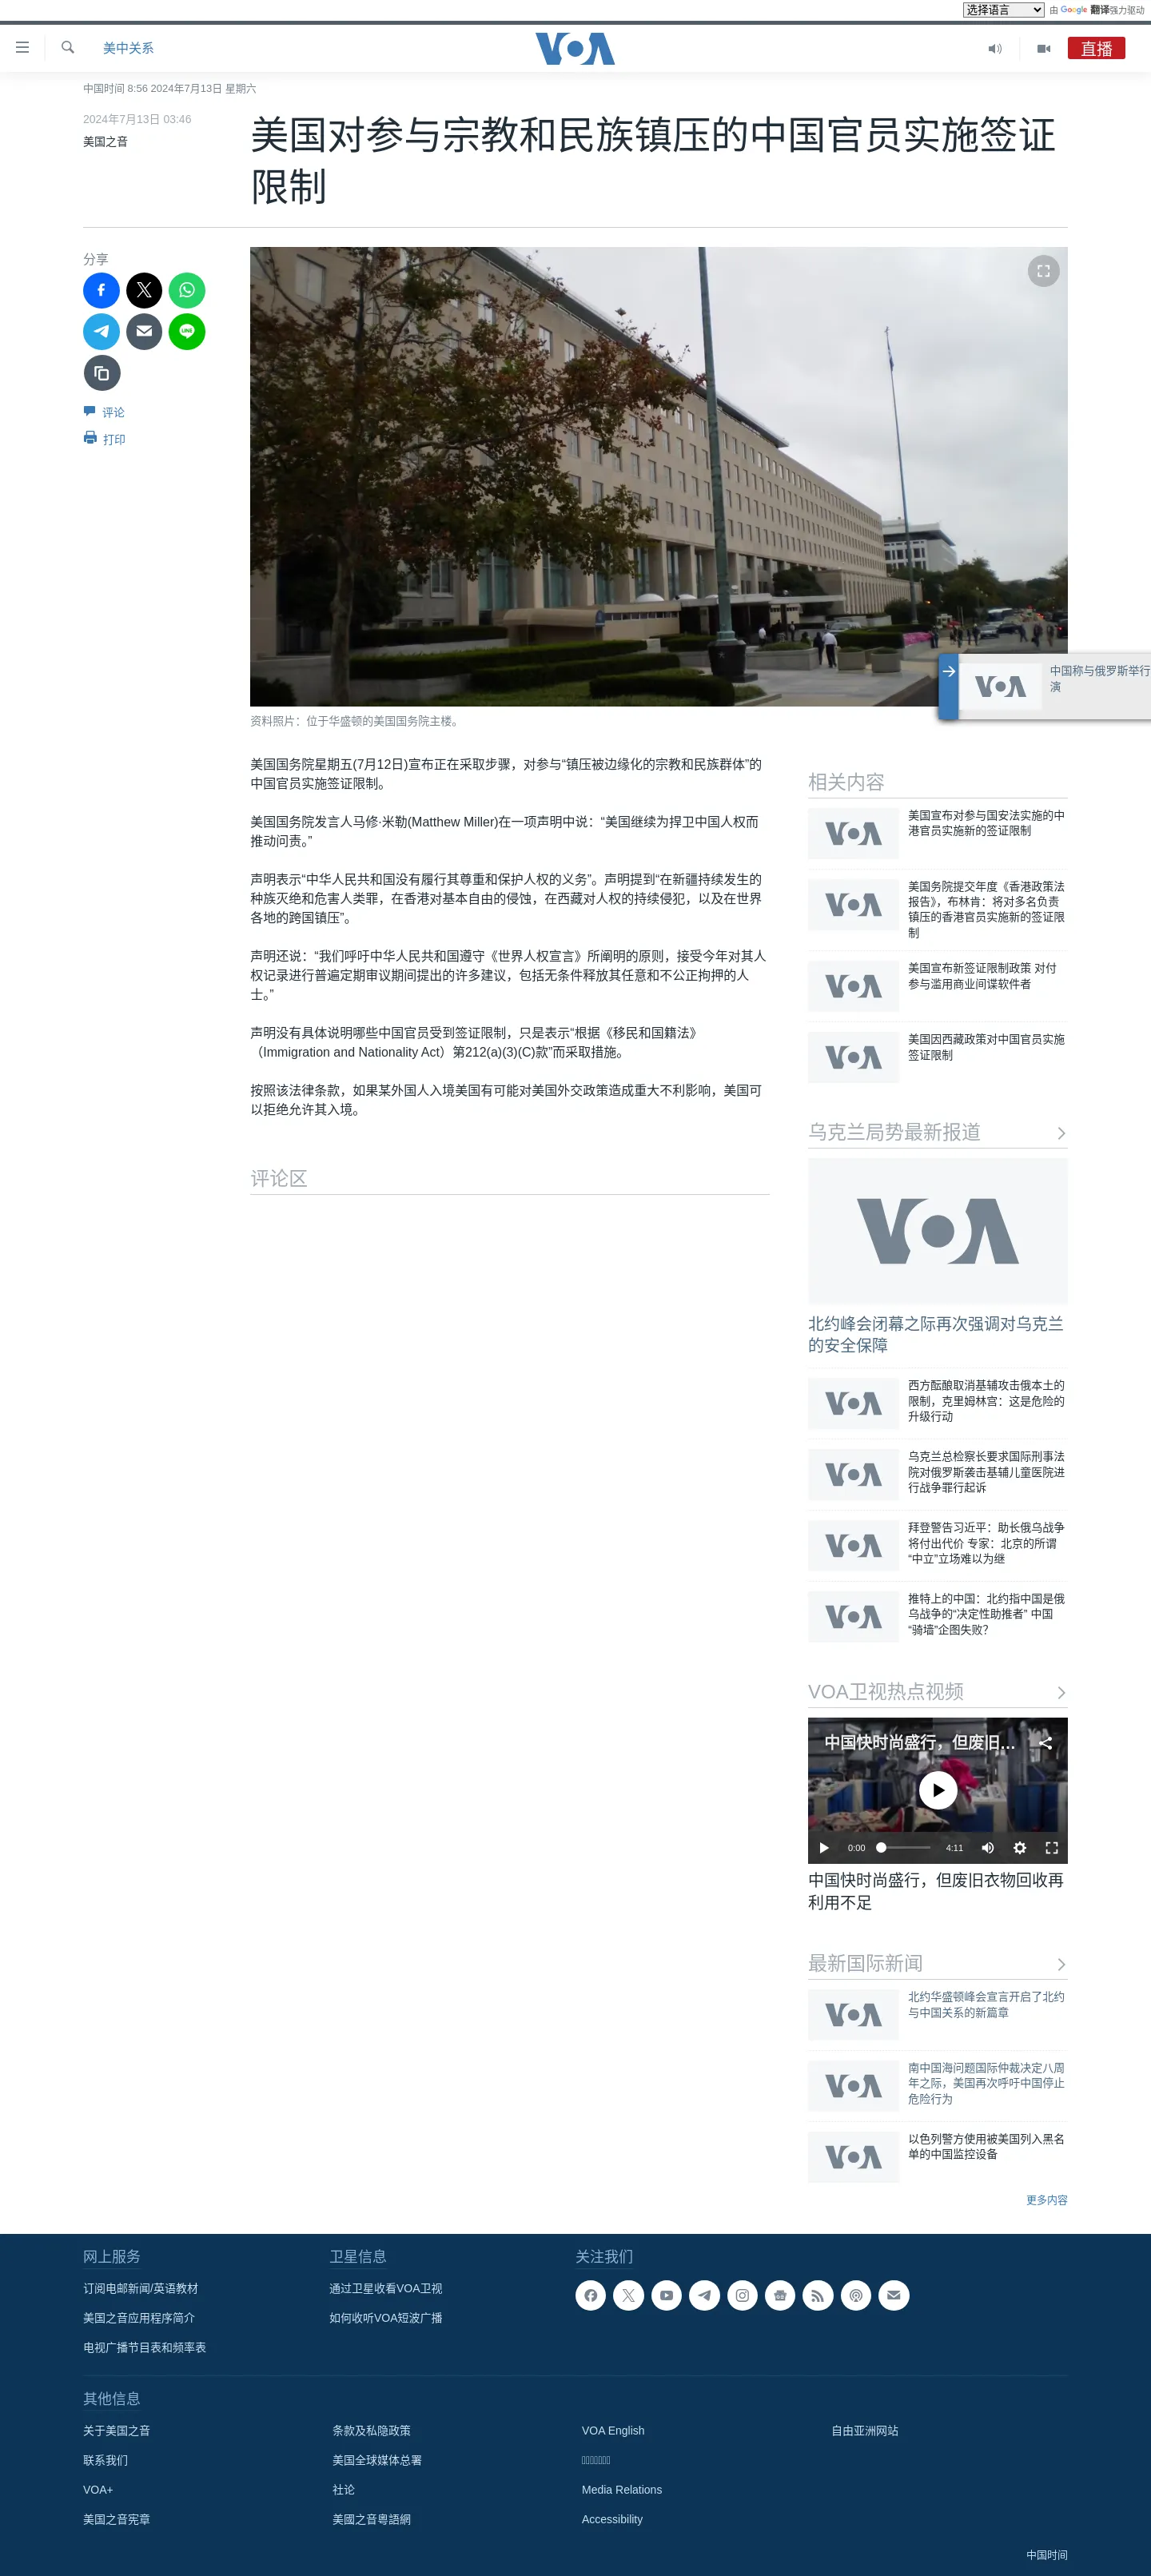 选择语言 由 Google 翻译强力驱动
美中关系
VOA
直播
中国时间 8:56 2024年7月13日 星期六
2024年7月13日 03:46
美国之音
美国对参与宗教和民族镇压的中国官员实施签证
限制
分享
LINE
评论
打印
中国称与俄罗斯举行
演
VOA
资料照片：位于华盛顿的美国国务院主楼。
美国国务院星期五(7月12日)宣布正在采取步骤，对参与“镇压被边缘化的宗教和民族群体”的
中国官员实施签证限制。
美国国务院发言人马修·米勒(Matthew Miller)在一项声明中说：“美国继续为捍卫中国人权而
推动问责。”
声明表示“中华人民共和国没有履行其尊重和保护人权的义务”。声明提到“在新疆持续发生的
种族灭绝和危害人类罪，在香港对基本自由的侵蚀，在西藏对人权的持续侵犯，以及在世界
各地的跨国镇压”。
声明还说：“我们呼吁中华人民共和国遵守《世界人权宣言》所阐明的原则，接受今年对其人
权记录进行普遍定期审议期间提出的许多建议，包括无条件释放其任意和不公正拘押的人
士。”
声明没有具体说明哪些中国官员受到签证限制，只是表示“根据《移民和国籍法》
（Immigration and Nationality Act）第212(a)(3)(C)款”而采取措施。
按照该法律条款，如果某外国人入境美国有可能对美国外交政策造成重大不利影响，美国可
以拒绝允许其入境。
评论区
相关内容
VOA
美国宣布对参与国安法实施的中
港官员实施新的签证限制
VOA
美国务院提交年度《香港政策法
报告》，布林肯：将对多名负责
镇压的香港官员实施新的签证限
制
VOA
美国宣布新签证限制政策 对付
参与滥用商业间谍软件者
VOA
美国因西藏政策对中国官员实施
签证限制
乌克兰局势最新报道
VOA
北约峰会闭幕之际再次强调对乌克兰
的安全保障
VOA
西方酝酿取消基辅攻击俄本土的
限制，克里姆林宫：这是危险的
升级行动
VOA
乌克兰总检察长要求国际刑事法
院对俄罗斯袭击基辅儿童医院进
行战争罪行起诉
VOA
拜登警告习近平：助长俄乌战争
将付出代价 专家：北京的所谓
“中立”立场难以为继
VOA
推特上的中国：北约指中国是俄
乌战争的“决定性助推者” 中国
“骑墙”企图失败？
VOA卫视热点视频
中国快时尚盛行，但废旧...
0:00 4:11
中国快时尚盛行，但废旧衣物回收再
利用不足
最新国际新闻
VOA
北约华盛顿峰会宣言开启了北约
与中国关系的新篇章
VOA
南中国海问题国际仲裁决定八周
年之际，美国再次呼吁中国停止
危险行为
VOA
以色列警方使用被美国列入黑名
单的中国监控设备
更多内容
网上服务
订阅电邮新闻/英语教材
美国之音应用程序简介
电视广播节目表和频率表
卫星信息
通过卫星收看VOA卫视
如何收听VOA短波广播
关注我们
其他信息
关于美国之音
联系我们
VOA+
美国之音宪章
条款及私隐政策
美国全球媒体总署
社论
美國之音粵語網
VOA English
Media Relations
Accessibility
自由亚洲网站
中国时间